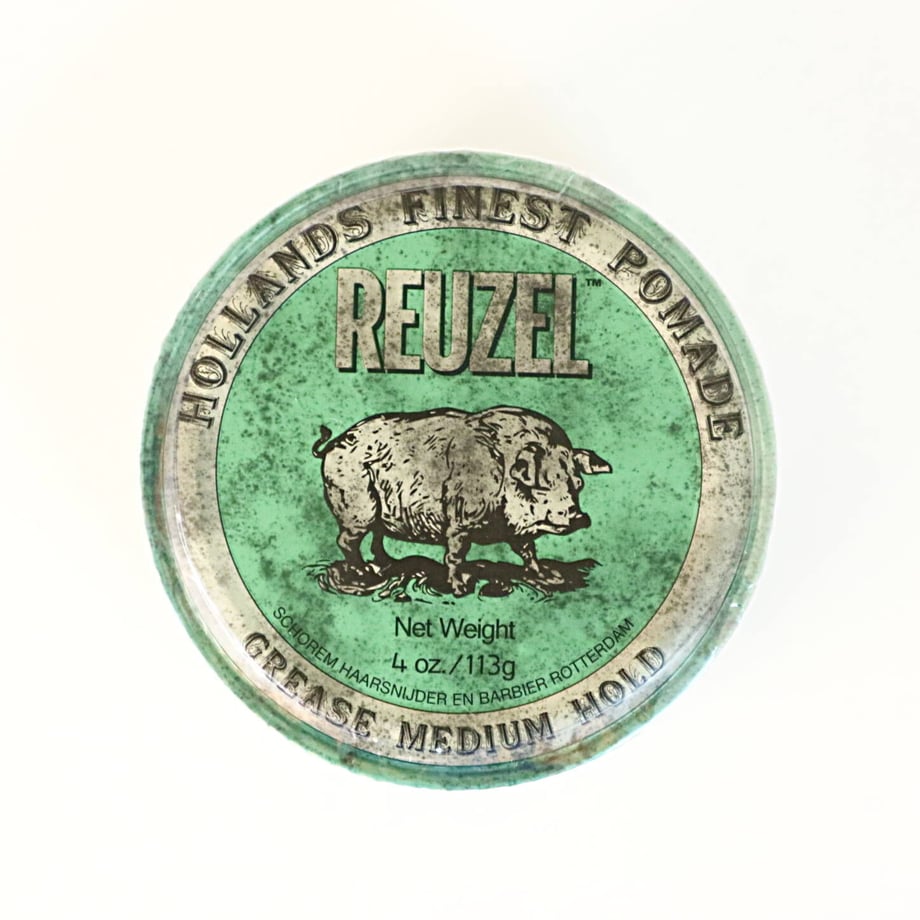 HOLLANDS FINEST POMADE
REUZEL™
Net Weight
4 oz./113g
SCHOREM HAARSNIJDER EN BARBIER ROTTERDAM
GREASE MEDIUM HOLD